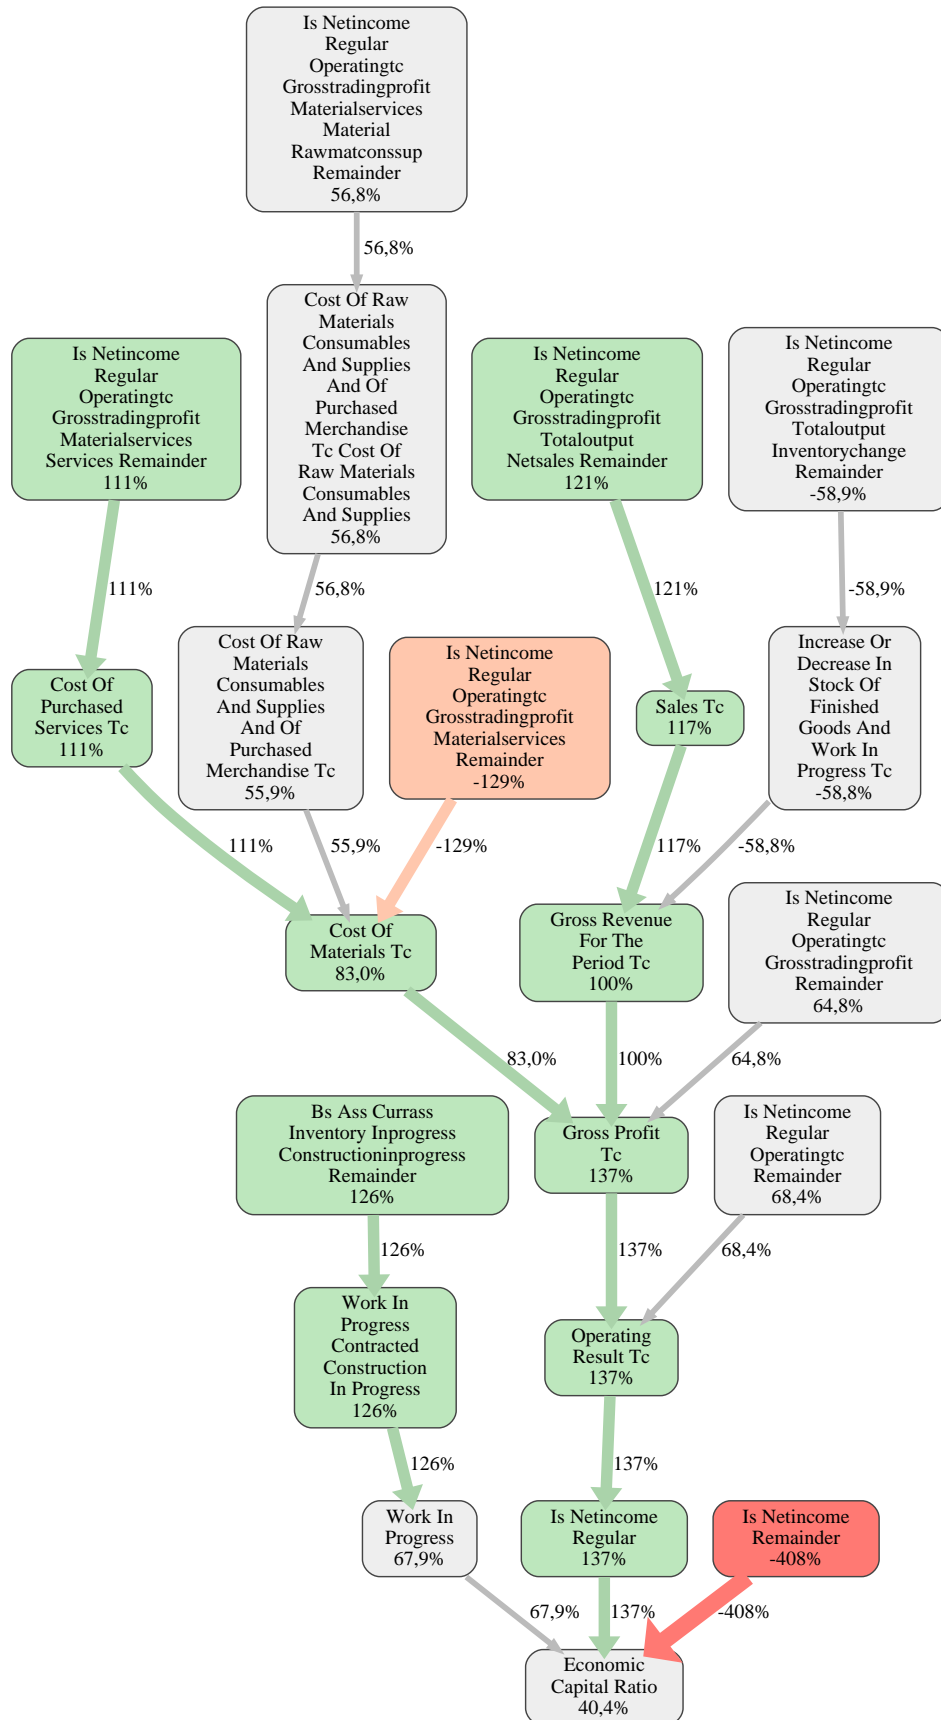 Is Netincome
Regular
Operatingtc
Grosstradingprofit
Materialservices
Material
Rawmatconssup
Remainder
56,8%
56,8%
Cost Of Raw
Materials
Consumables
And Supplies
And Of
Purchased
Merchandise
Tc Cost Of
Raw Materials
Consumables
And Supplies
56,8%
Is Netincome
Regular
Operatingtc
Grosstradingprofit
Materialservices
Services Remainder
111%
Is Netincome
Regular
Operatingtc
Grosstradingprofit
Totaloutput
Netsales Remainder
121%
Is Netincome
Regular
Operatingtc
Grosstradingprofit
Totaloutput
Inventorychange
Remainder
-58,9%
111%
56,8%
121%
-58,9%
Cost Of
Purchased
Services Tc
111%
Cost Of Raw
Materials
Consumables
And Supplies
And Of
Purchased
Merchandise Tc
55,9%
Is Netincome
Regular
Operatingtc
Grosstradingprofit
Materialservices
Remainder
-129%
Sales Tc
117%
Increase Or
Decrease In
Stock Of
Finished
Goods And
Work In
Progress Tc
-58,8%
111%
55,9%
-129%
117%
-58,8%
Cost Of
Materials Tc
83,0%
Gross Revenue
For The
Period Tc
100%
Is Netincome
Regular
Operatingtc
Grosstradingprofit
Remainder
64,8%
83,0%
100%
64,8%
Bs Ass Currass
Inventory Inprogress
Constructioninprogress
Remainder
126%
Gross Profit
Tc
137%
Is Netincome
Regular
Operatingtc
Remainder
68,4%
126%
137%
68,4%
Work In
Progress
Contracted
Construction
In Progress
126%
Operating
Result Tc
137%
126%
137%
Work In
Progress
67,9%
Is Netincome
Regular
137%
Is Netincome
Remainder
-408%
67,9%
137%
-408%
Economic
Capital Ratio
40,4%